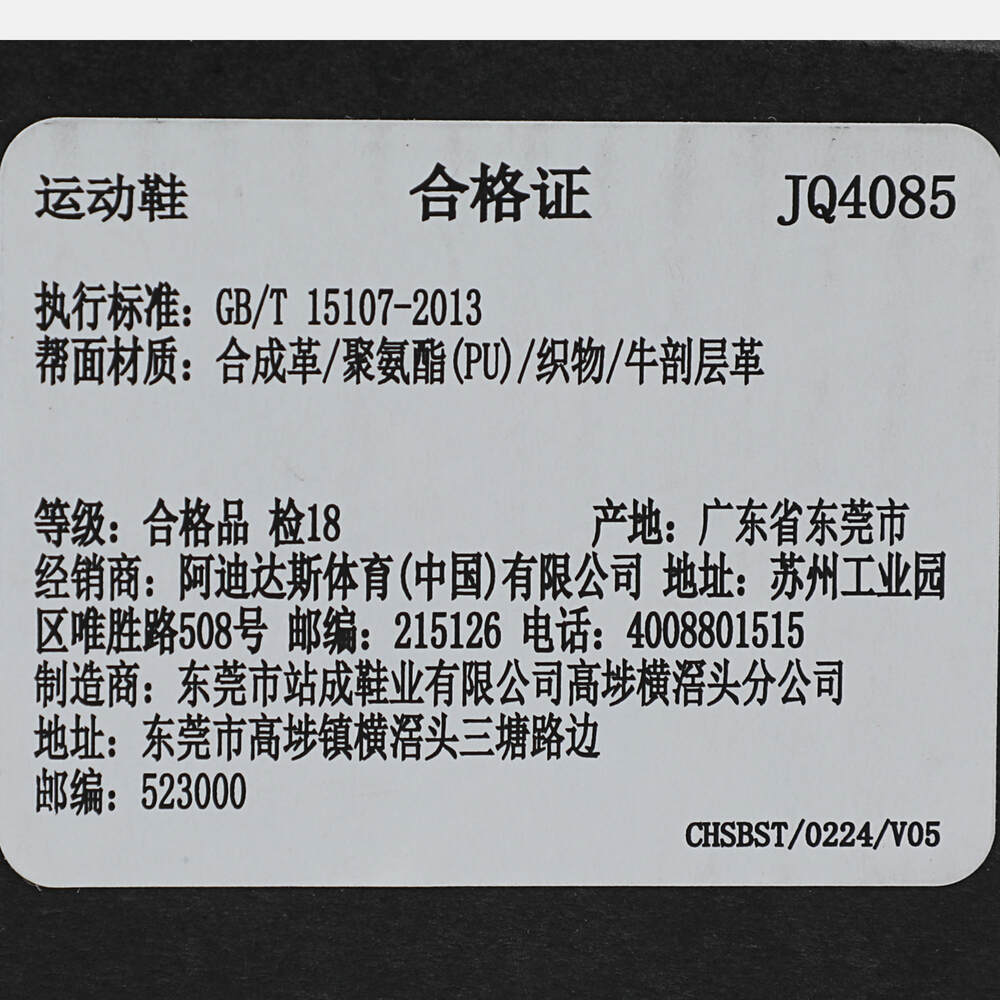 运动鞋 合格证 JQ4085
执行标准：GB/T 15107-2013
帮面材质：合成革/聚氨酯(PU)/织物/牛剖层革
等级：合格品 检18 产地：广东省东莞市
经销商：阿迪达斯体育(中国)有限公司 地址：苏州工业园
区唯胜路508号 邮编：215126 电话：4008801515
制造商：东莞市站成鞋业有限公司高埗横滘头分公司
地址：东莞市高埗镇横滘头三塘路边
邮编：523000
CHSBST/0224/V05